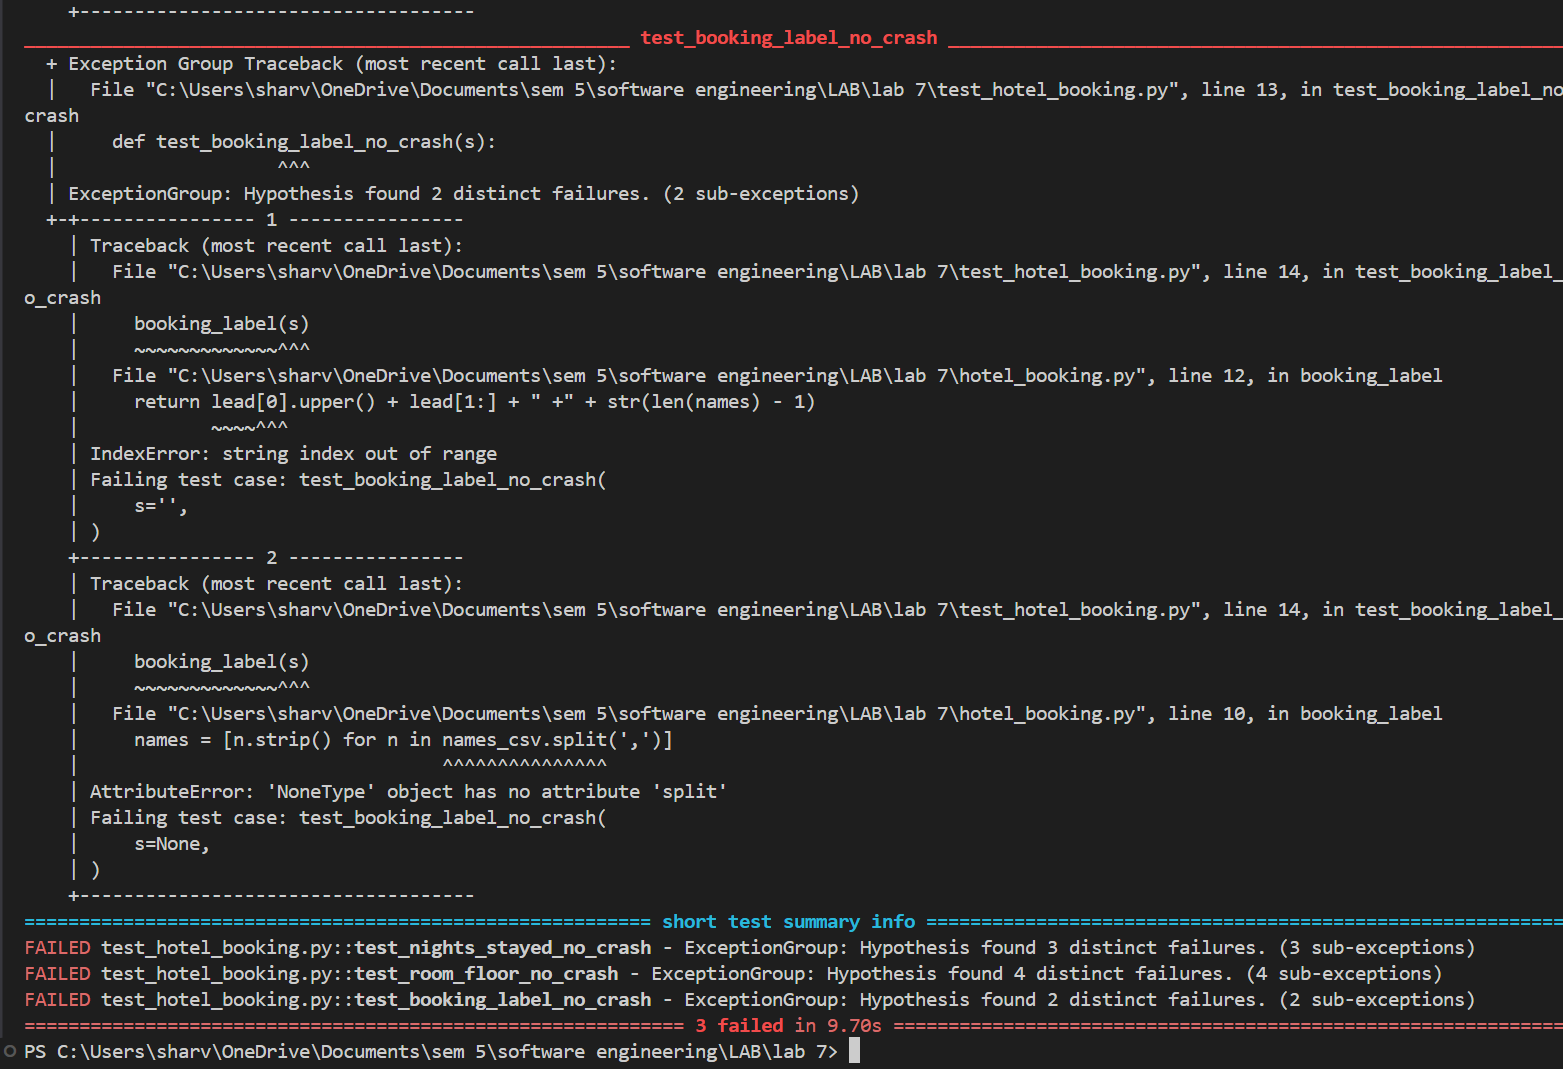 +------------------------------------
_______________________________________________________ test_booking_label_no_crash ________________________________________________________
+ Exception Group Traceback (most recent call last):
|   File "C:\Users\sharv\OneDrive\Documents\sem 5\software engineering\LAB\lab 7\test_hotel_booking.py", line 13, in test_booking_label_no
crash
|     def test_booking_label_no_crash(s):
|                    ^^^
| ExceptionGroup: Hypothesis found 2 distinct failures. (2 sub-exceptions)
+-+---------------- 1 ----------------
| Traceback (most recent call last):
|   File "C:\Users\sharv\OneDrive\Documents\sem 5\software engineering\LAB\lab 7\test_hotel_booking.py", line 14, in test_booking_label_
o_crash
|     booking_label(s)
|     ~~~~~~~~~~~~~^^^
|   File "C:\Users\sharv\OneDrive\Documents\sem 5\software engineering\LAB\lab 7\hotel_booking.py", line 12, in booking_label
|     return lead[0].upper() + lead[1:] + " +" + str(len(names) - 1)
|            ~~~~^^^
| IndexError: string index out of range
| Failing test case: test_booking_label_no_crash(
|     s='',
| )
+---------------- 2 ----------------
| Traceback (most recent call last):
|   File "C:\Users\sharv\OneDrive\Documents\sem 5\software engineering\LAB\lab 7\test_hotel_booking.py", line 14, in test_booking_label_
o_crash
|     booking_label(s)
|     ~~~~~~~~~~~~~^^^
|   File "C:\Users\sharv\OneDrive\Documents\sem 5\software engineering\LAB\lab 7\hotel_booking.py", line 10, in booking_label
|     names = [n.strip() for n in names_csv.split(',')]
|                                 ^^^^^^^^^^^^^^^
| AttributeError: 'NoneType' object has no attribute 'split'
| Failing test case: test_booking_label_no_crash(
|     s=None,
| )
+------------------------------------
========================================================= short test summary info ==========================================================
FAILED test_hotel_booking.py::test_nights_stayed_no_crash - ExceptionGroup: Hypothesis found 3 distinct failures. (3 sub-exceptions)
FAILED test_hotel_booking.py::test_room_floor_no_crash - ExceptionGroup: Hypothesis found 4 distinct failures. (4 sub-exceptions)
FAILED test_hotel_booking.py::test_booking_label_no_crash - ExceptionGroup: Hypothesis found 2 distinct failures. (2 sub-exceptions)
============================================================ 3 failed in 9.70s =============================================================
PS C:\Users\sharv\OneDrive\Documents\sem 5\software engineering\LAB\lab 7>